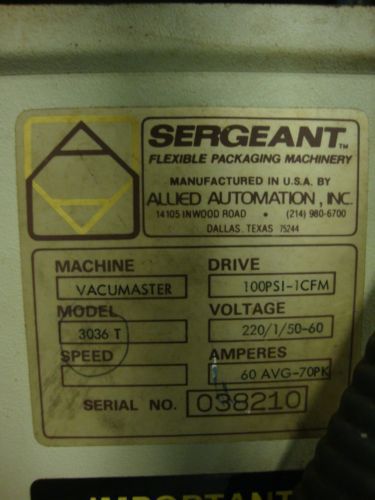 SERGEANT™
FLEXIBLE PACKAGING MACHINERY
MANUFACTURED IN U.S.A. BY
ALLIED AUTOMATION, INC.
14105 INWOOD ROAD • (214) 980-6700
DALLAS, TEXAS 75244
MACHINE DRIVE
VACUMASTER 100PSI-1CFM
MODEL VOLTAGE
3036 T 220/1/50-60
SPEED AMPERES
60 AVG-70PK
SERIAL NO. 038210
IMPORTANT